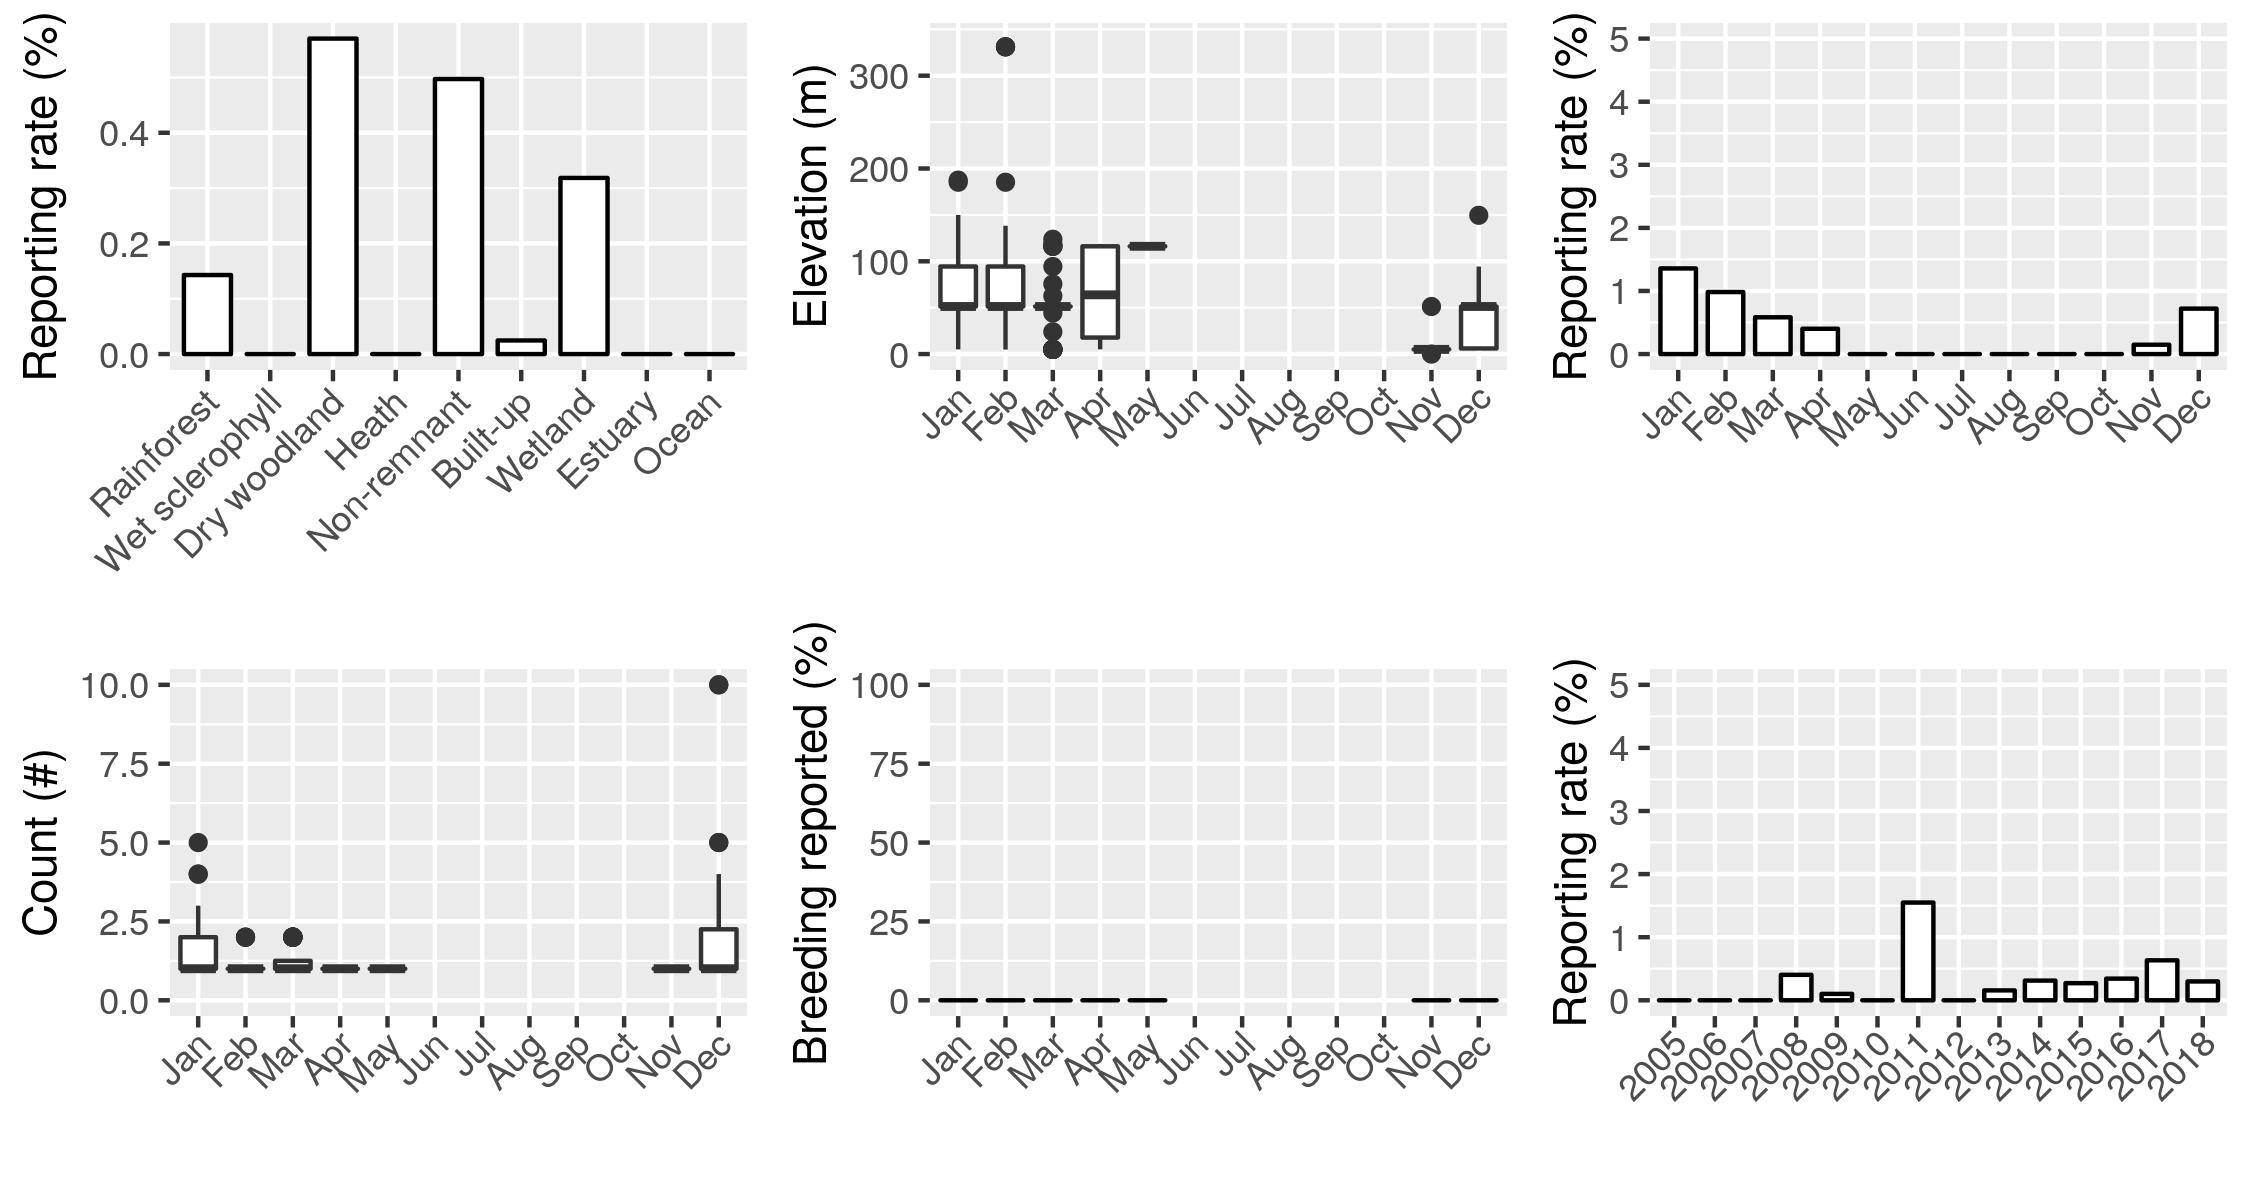 Reporting rate (%)
0.4
0.2
0.0
Rainforest
Wet sclerophyll
Dry woodland
Heath
Non-remnant
Built-up
Wetland
Estuary
Ocean
Elevation (m)
300
200
100
0
Jan
Feb
Mar
Apr
May
Jun
Jul
Aug
Sep
Oct
Nov
Dec
Reporting rate (%)
5
4
3
2
1
0
Jan
Feb
Mar
Apr
May
Jun
Jul
Aug
Sep
Oct
Nov
Dec
Count (#)
10.0
7.5
5.0
2.5
0.0
Jan
Feb
Mar
Apr
May
Jun
Jul
Aug
Sep
Oct
Nov
Dec
Breeding reported (%)
100
75
50
25
0
Jan
Feb
Mar
Apr
May
Jun
Jul
Aug
Sep
Oct
Nov
Dec
Reporting rate (%)
5
4
3
2
1
0
2005
2006
2007
2008
2009
2010
2011
2012
2013
2014
2015
2016
2017
2018